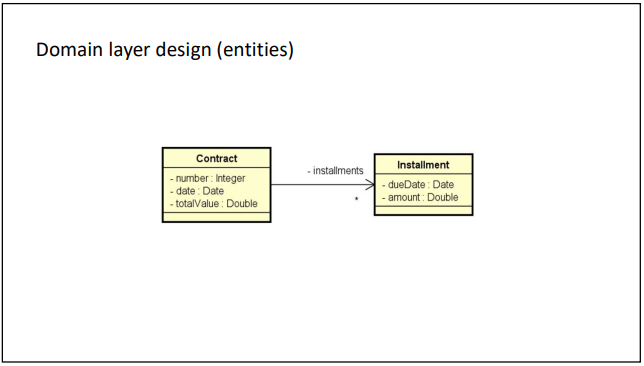 Domain layer design (entities)
Contract
- number : Integer
- date : Date
- totalValue : Double
- installments
*
Installment
- dueDate : Date
- amount : Double